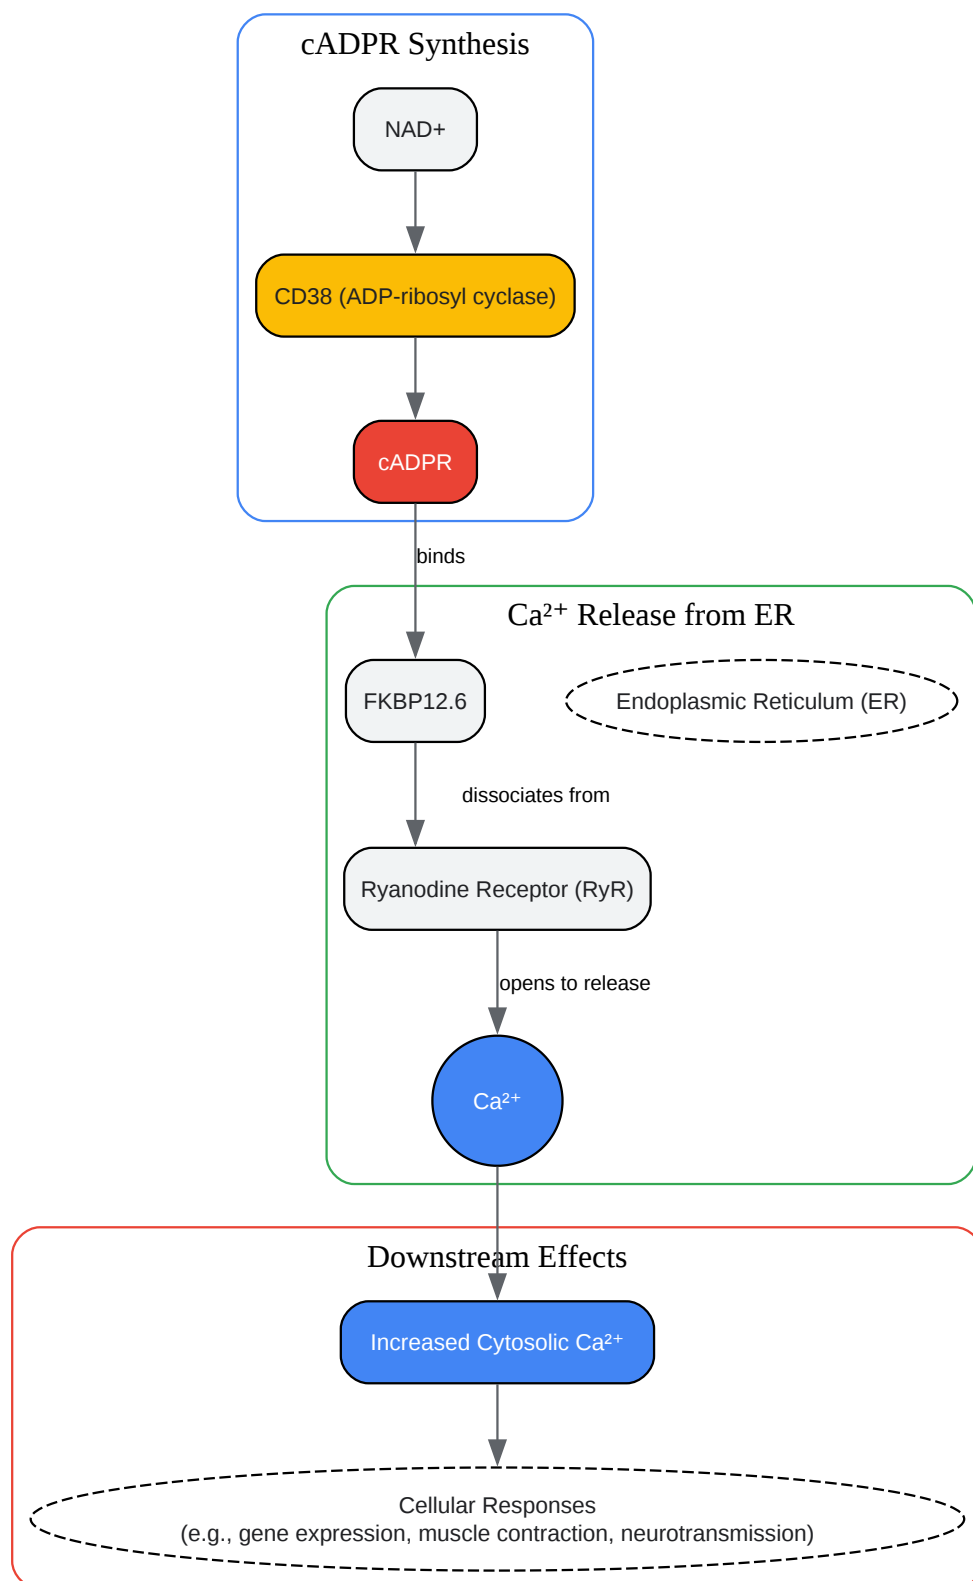 cADPR Synthesis
NAD+
CD38 (ADP-ribosyl cyclase)
cADPR
binds
Ca²⁺ Release from ER
FKBP12.6
Endoplasmic Reticulum (ER)
dissociates from
Ryanodine Receptor (RyR)
opens to release
Ca²⁺
Downstream Effects
Increased Cytosolic Ca²⁺
Cellular Responses
(e.g., gene expression, muscle contraction, neurotransmission)